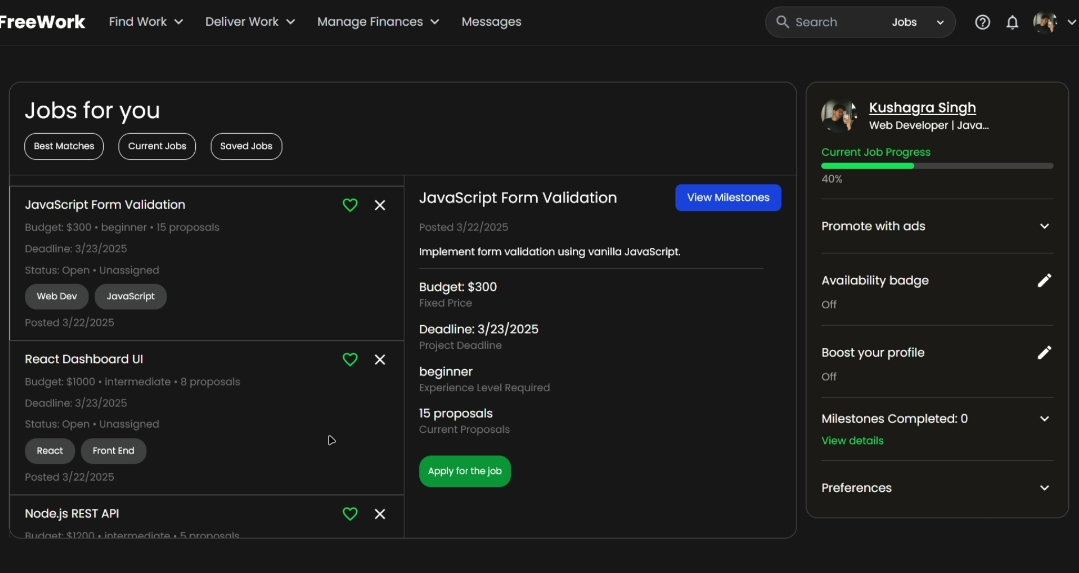 FreeWork Find Work Deliver Work Manage Finances Messages Search Jobs
Jobs for you
Best Matches Current Jobs Saved Jobs
JavaScript Form Validation
Budget: $300 • beginner • 15 proposals
Deadline: 3/23/2025
Status: Open • Unassigned
Web Dev JavaScript
Posted 3/22/2025
React Dashboard UI
Budget: $1000 • intermediate • 8 proposals
Deadline: 3/23/2025
Status: Open • Unassigned
React Front End
Posted 3/22/2025
Node.js REST API
Budget: $1200 • intermediate • 5 proposals
JavaScript Form Validation View Milestones
Posted 3/22/2025
Implement form validation using vanilla JavaScript.
Budget: $300
Fixed Price
Deadline: 3/23/2025
Project Deadline
beginner
Experience Level Required
15 proposals
Current Proposals
Apply for the job
Kushagra Singh
Web Developer | Java...
Current Job Progress
40%
Promote with ads
Availability badge
Off
Boost your profile
Off
Milestones Completed: 0
View details
Preferences